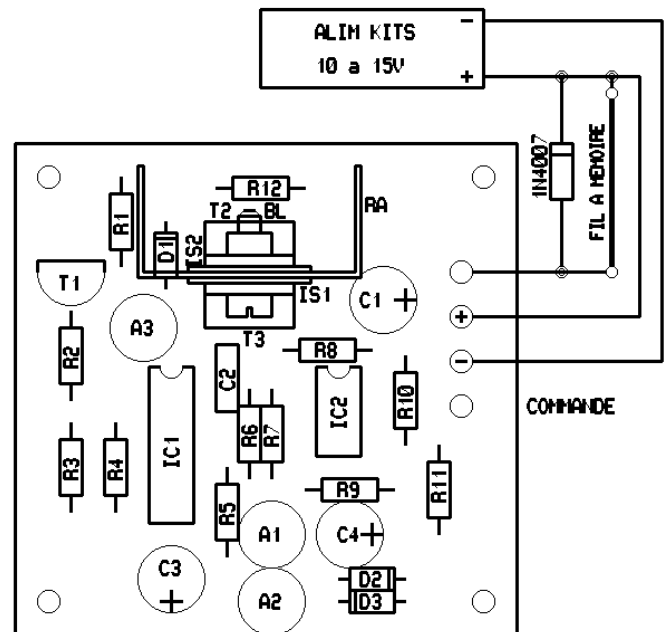 ALIM KITS
-
10 a 15V
+
1N4007
FIL A MEMOIRE
R12
T2
BL
RA
R1
D1
IS2
IS1
T1
C1
+
A3
T3
+
R8
R2
C2
-
R10
IC2
COMMANDE
R6
R7
IC1
R3
R4
R11
R9
R5
A1
C4
+
C3
+
D2
A2
D3